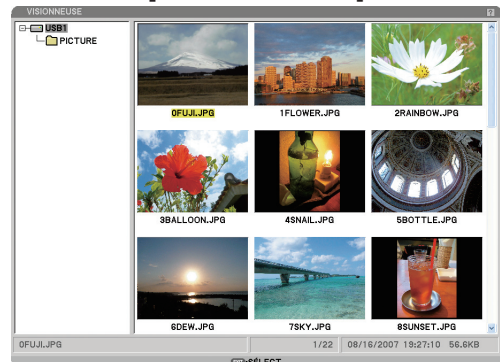 VISIONNEUSE
USB1
PICTURE
0FUJI.JPG 1FLOWER.JPG 2RAINBOW.JPG
3BALLOON.JPG 4SNAIL.JPG 5BOTTLE.JPG
6DEW.JPG 7SKY.JPG 8SUNSET.JPG
0FUJI.JPG 1/22 08/16/2007 19:27:10 56.6KB
:SÉLECT